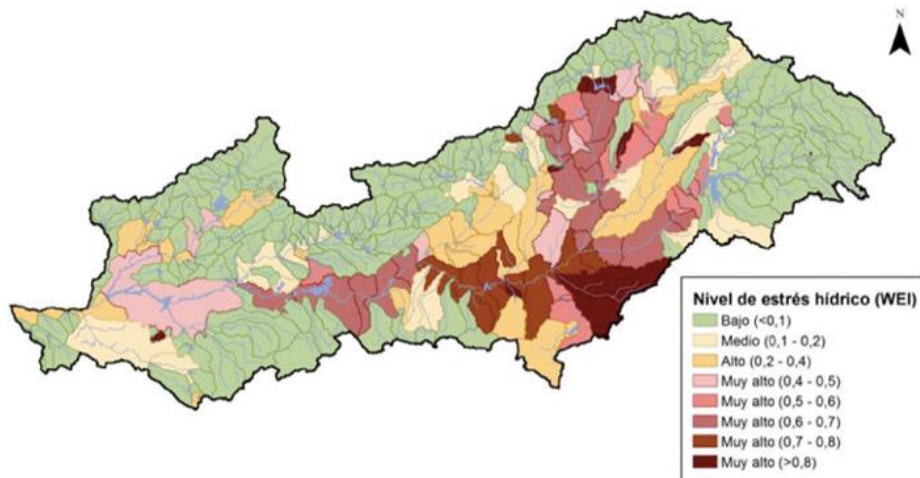 N
Nivel de estrés hídrico (WEI)
Bajo (<0,1)
Medio (0,1 - 0,2)
Alto (0,2 - 0,4)
Muy alto (0,4 - 0,5)
Muy alto (0,5 - 0,6)
Muy alto (0,6 - 0,7)
Muy alto (0,7 - 0,8)
Muy alto (>0,8)